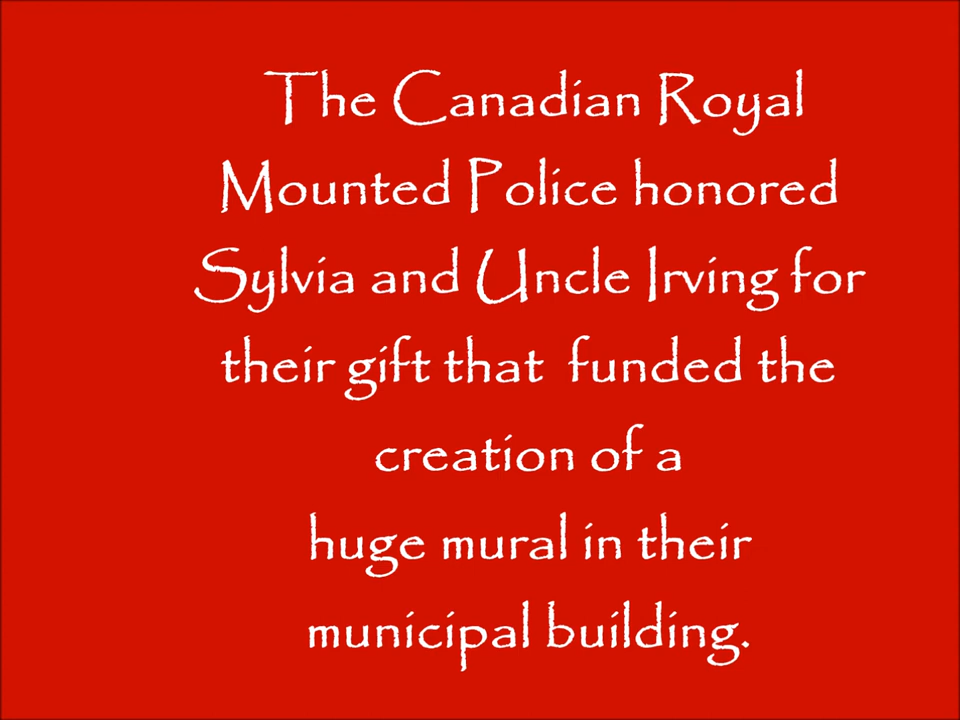 The Canadian Royal
Mounted Police honored
Sylvia and Uncle Irving for
their gift that funded the
creation of a
huge mural in their
municipal building.